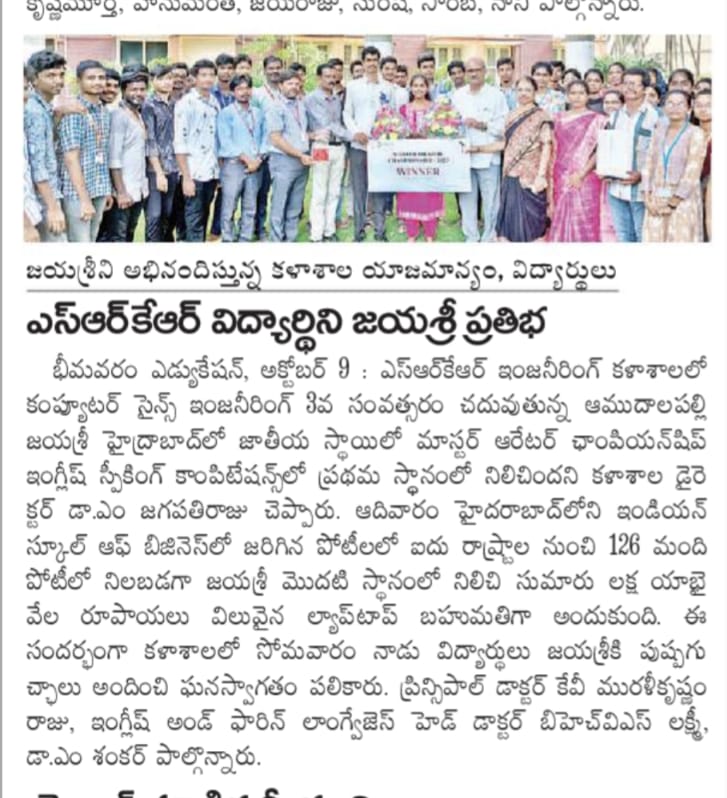 కృష్ణమూర్తి, హనుమంత, జయరాజు, సురేష్, సారిబి, నాని పాల్గొన్నారు.
MASTER ORATOR
CHAMPIONSHIP - 2023
WINNER
జయశ్రీని అభినందిస్తున్న కళాశాల యాజమాన్యం, విద్యార్థులు
ఎస్ఆర్‌కేఆర్ విద్యార్థిని జయశ్రీ ప్రతిభ
భీమవరం ఎడ్యుకేషన్, అక్టోబర్ 9 : ఎస్ఆర్‌కేఆర్ ఇంజనీరింగ్ కళాశాలలో
కంప్యూటర్ సైన్స్ ఇంజనీరింగ్ 3వ సంవత్సరం చదువుతున్న ఆముదాలపల్లి
జయశ్రీ హైద్రాబాద్‌లో జాతీయ స్థాయిలో మాస్టర్ ఆరేటర్ ఛాంపియన్‌షిప్
ఇంగ్లీష్ స్పీకింగ్ కాంపిటేషన్స్‌లో ప్రథమ స్థానంలో నిలిచిందని కళాశాల డైరె
క్టర్ డా.ఎం జగపతిరాజు చెప్పారు. ఆదివారం హైదరాబాద్‌లోని ఇండియన్
స్కూల్ ఆఫ్ బిజినెస్‌లో జరిగిన పోటీలలో ఐదు రాష్ట్రాల నుంచి 126 మంది
పోటీలో నిలబడగా జయశ్రీ మొదటి స్థానంలో నిలిచి సుమారు లక్ష యాభై
వేల రూపాయలు విలువైన ల్యాప్‌టాప్ బహుమతిగా అందుకుంది. ఈ
సందర్భంగా కళాశాలలో సోమవారం నాడు విద్యార్థులు జయశ్రీకి పుష్పగు
చ్ఛాలు అందించి ఘనస్వాగతం పలికారు. ప్రిన్సిపాల్ డాక్టర్ కేవీ మురళీకృష్ణం
రాజు, ఇంగ్లీష్ అండ్ ఫారిన్ లాంగ్వేజెస్ హెడ్ డాక్టర్ బిహెచ్‌విఎస్ లక్ష్మీ,
డా.ఎం శంకర్ పాల్గొన్నారు.